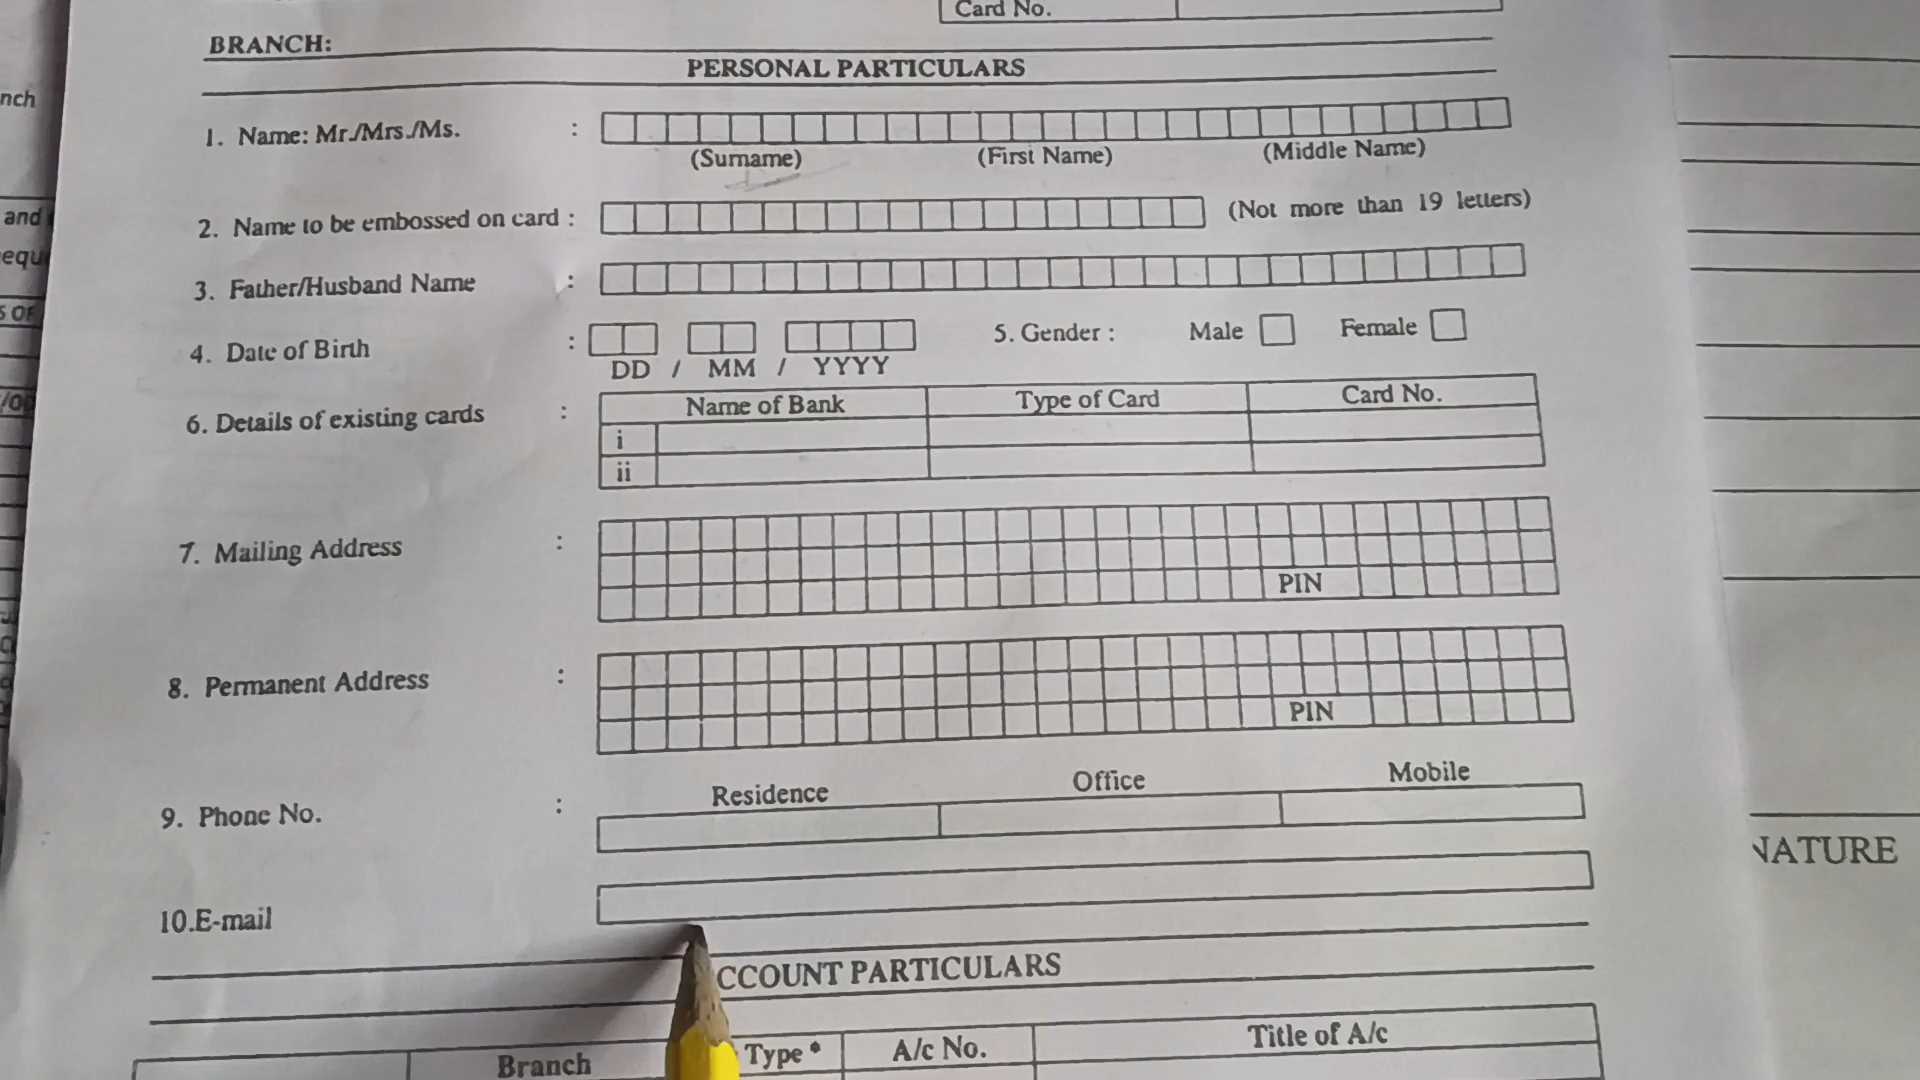 Card No.
BRANCH:
PERSONAL PARTICULARS
nch
1. Name: Mr./Mrs./Ms. :
(Surname) (First Name) (Middle Name)
and
2. Name to be embossed on card : (Not more than 19 letters)
equ
3. Father/Husband Name :
S OF
4. Date of Birth : 5. Gender : Male Female
DD / MM / YYYY
6. Details of existing cards : Name of Bank Type of Card Card No.
i
ii
7. Mailing Address :
PIN
8. Permanent Address :
PIN
Residence Office Mobile
9. Phone No. :
NATURE
10.E-mail
CCOUNT PARTICULARS
Branch Type * A/c No. Title of A/c